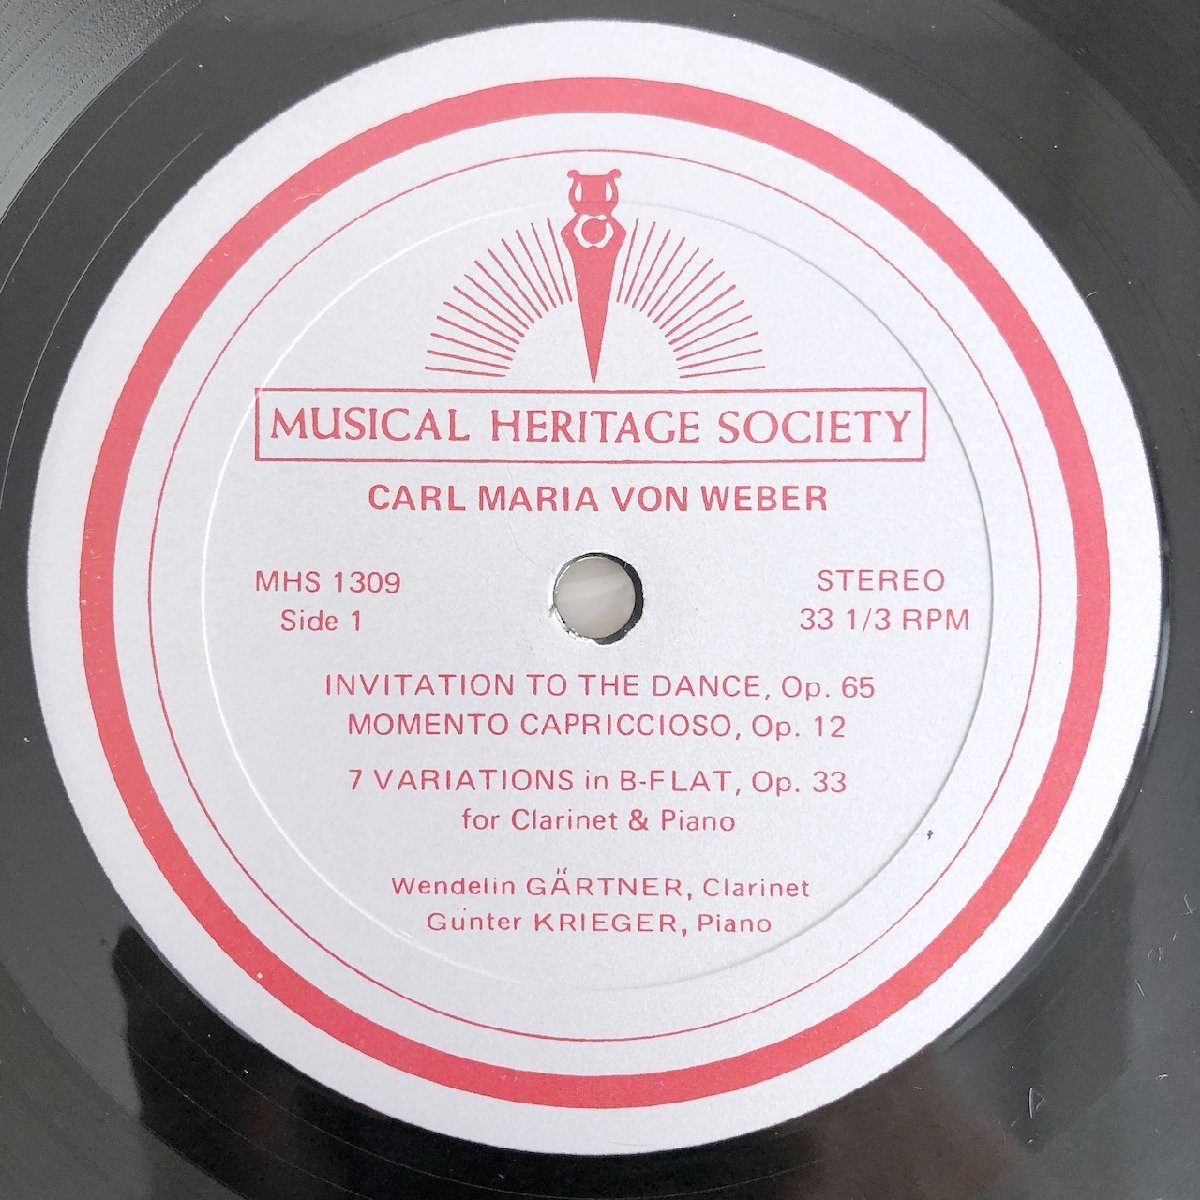 MUSICAL HERITAGE SOCIETY
CARL MARIA VON WEBER
MHS 1309
Side 1
STEREO
33 1/3 RPM
INVITATION TO THE DANCE, Op. 65
MOMENTO CAPRICCIOSO, Op. 12
7 VARIATIONS in B-FLAT, Op. 33
for Clarinet & Piano
Wendelin GÄRTNER, Clarinet
Günter KRIEGER, Piano